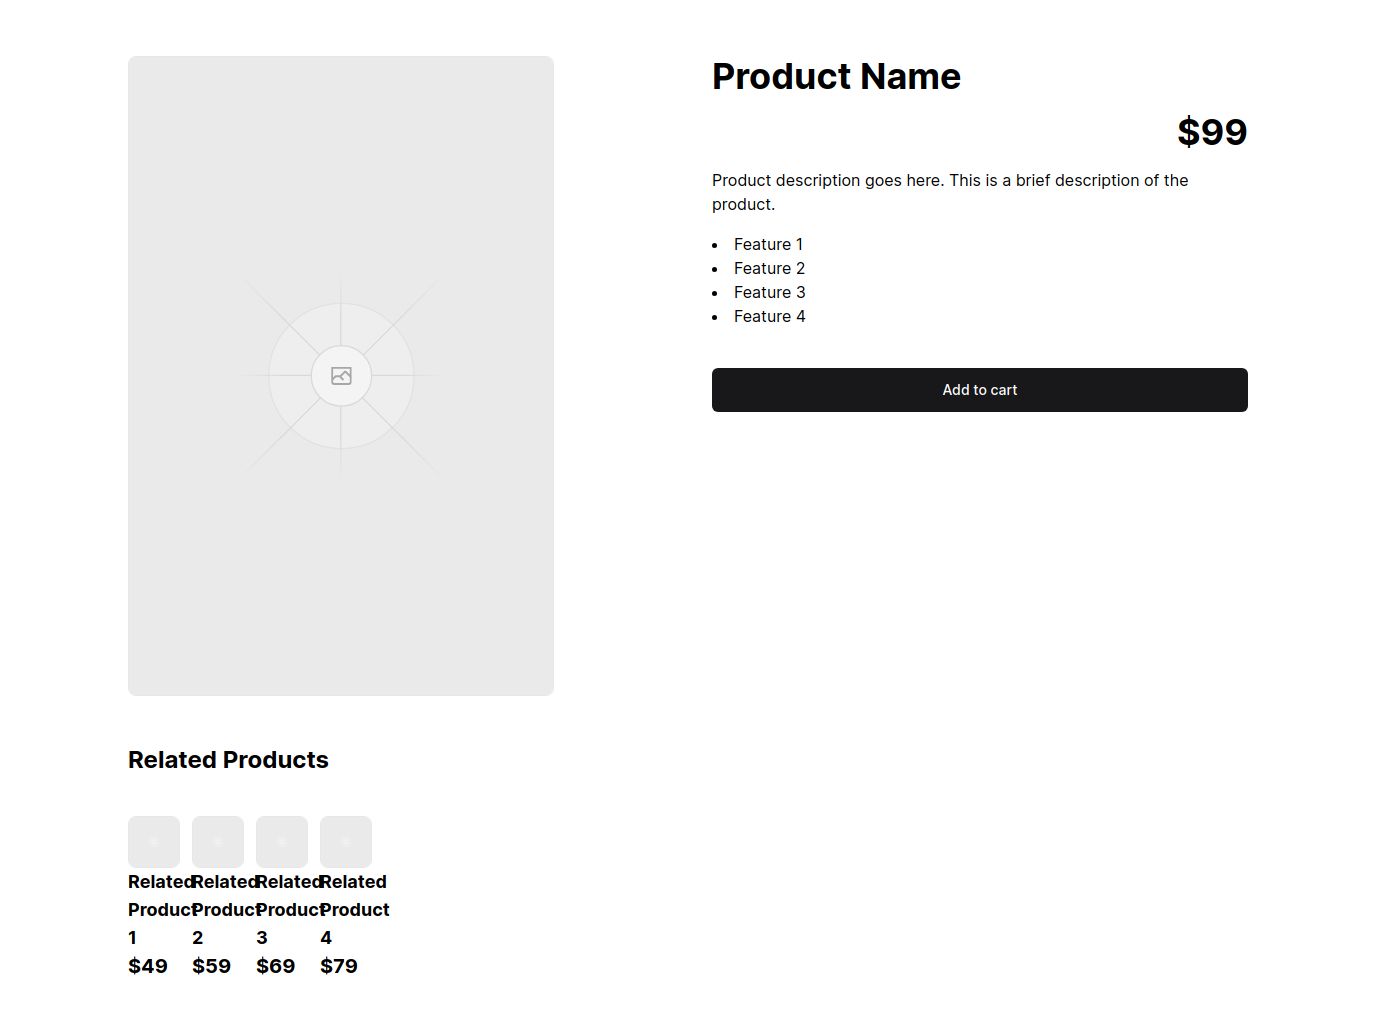 Product Name
$99
Product description goes here. This is a brief description of the
product.
Feature 1
Feature 2
Feature 3
Feature 4
Add to cart
Related Products
Related
Product
1
$49
Related
Product
2
$59
Related
Product
3
$69
Related
Product
4
$79